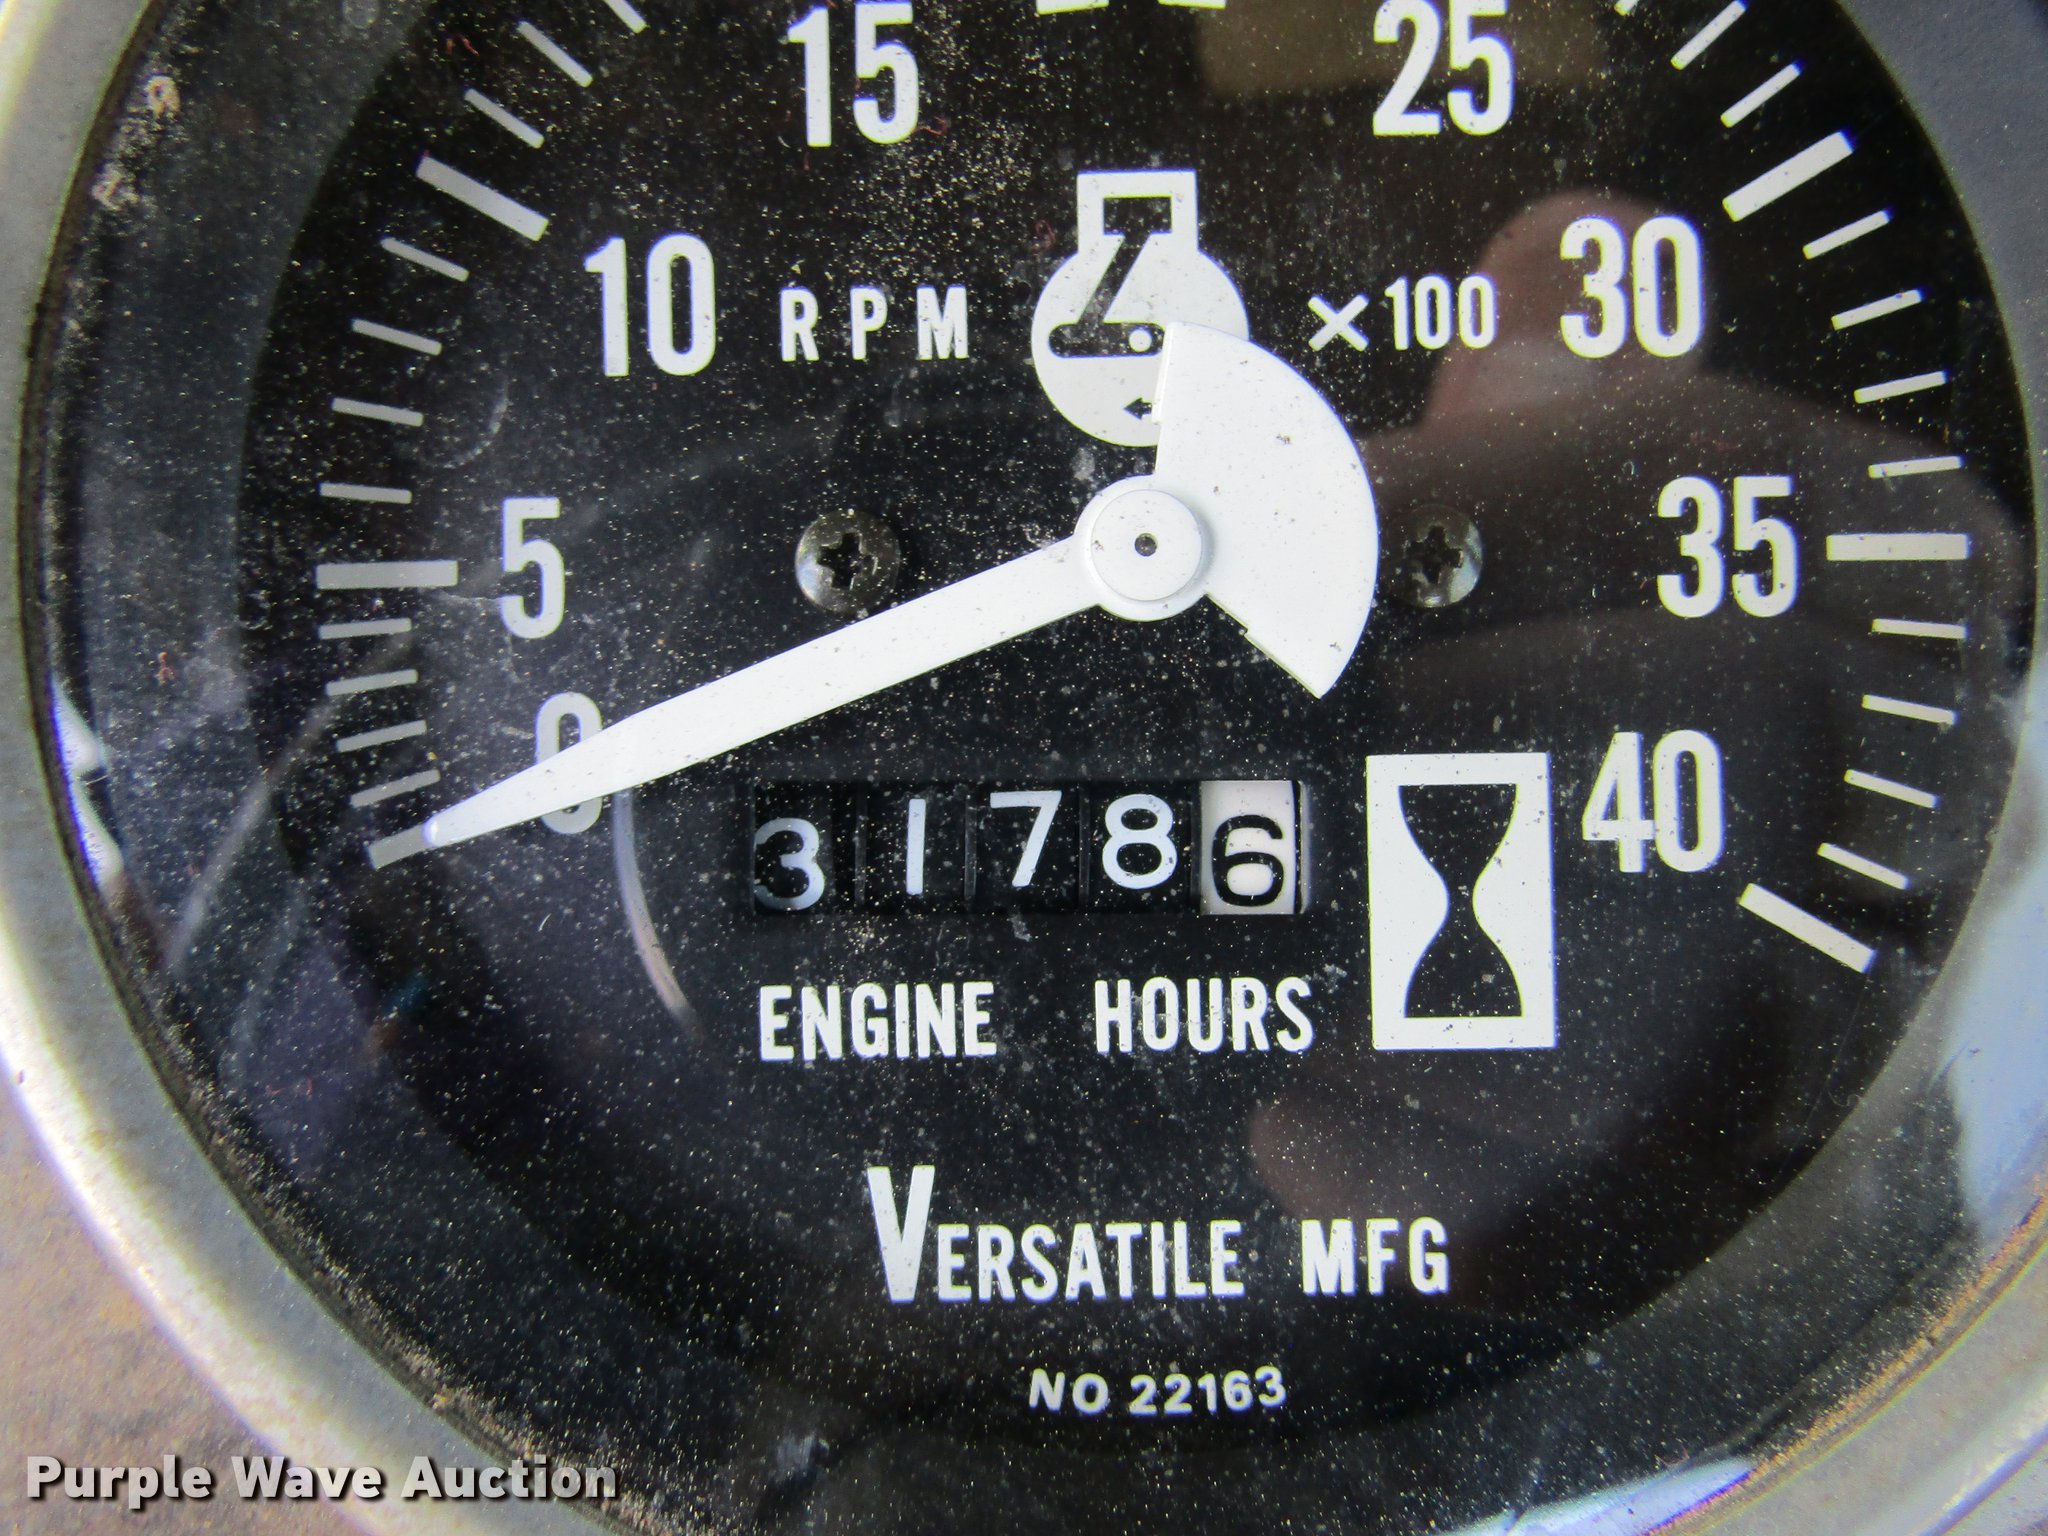 15 25
10 RPM ×100 30
5 35
0 40
31786
ENGINE HOURS
VERSATILE MFG
NO 22163
Purple Wave Auction